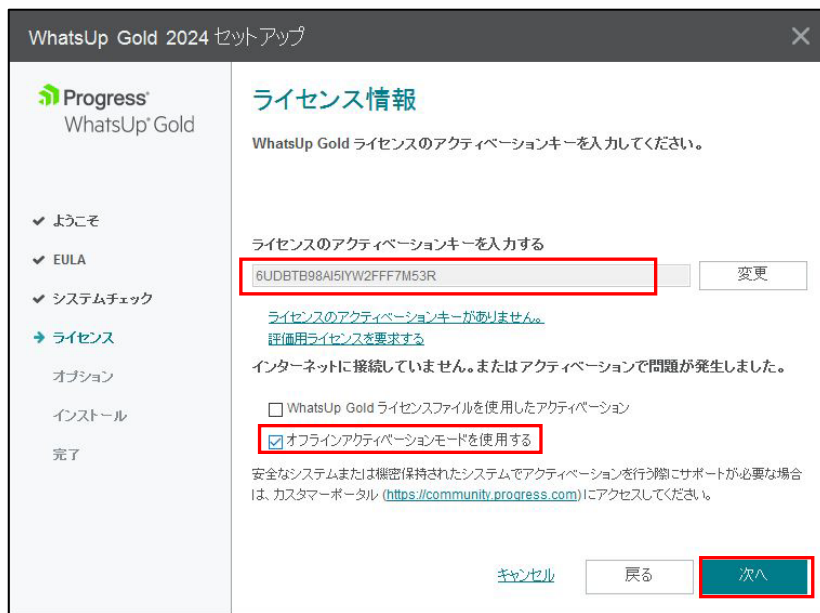 WhatsUp Gold 2024 セットアップ
Progress®
WhatsUp® Gold
ようこそ
EULA
システムチェック
ライセンス
オプション
インストール
完了
ライセンス情報
WhatsUp Gold ライセンスのアクティベーションキーを入力してください。
ライセンスのアクティベーションキーを入力する
6UDBTB98AI5IYW2FFF7M53R
変更
ライセンスのアクティベーションキーがありません。
評価用ライセンスを要求する
インターネットに接続していません。またはアクティベーションで問題が発生しました。
WhatsUp Gold ライセンスファイルを使用したアクティベーション
オフラインアクティベーションモードを使用する
安全なシステムまたは機密保持されたシステムでアクティベーションを行う際にサポートが必要な場合
は、カスタマーポータル (https://community.progress.com)にアクセスしてください。
キャンセル
戻る
次へ